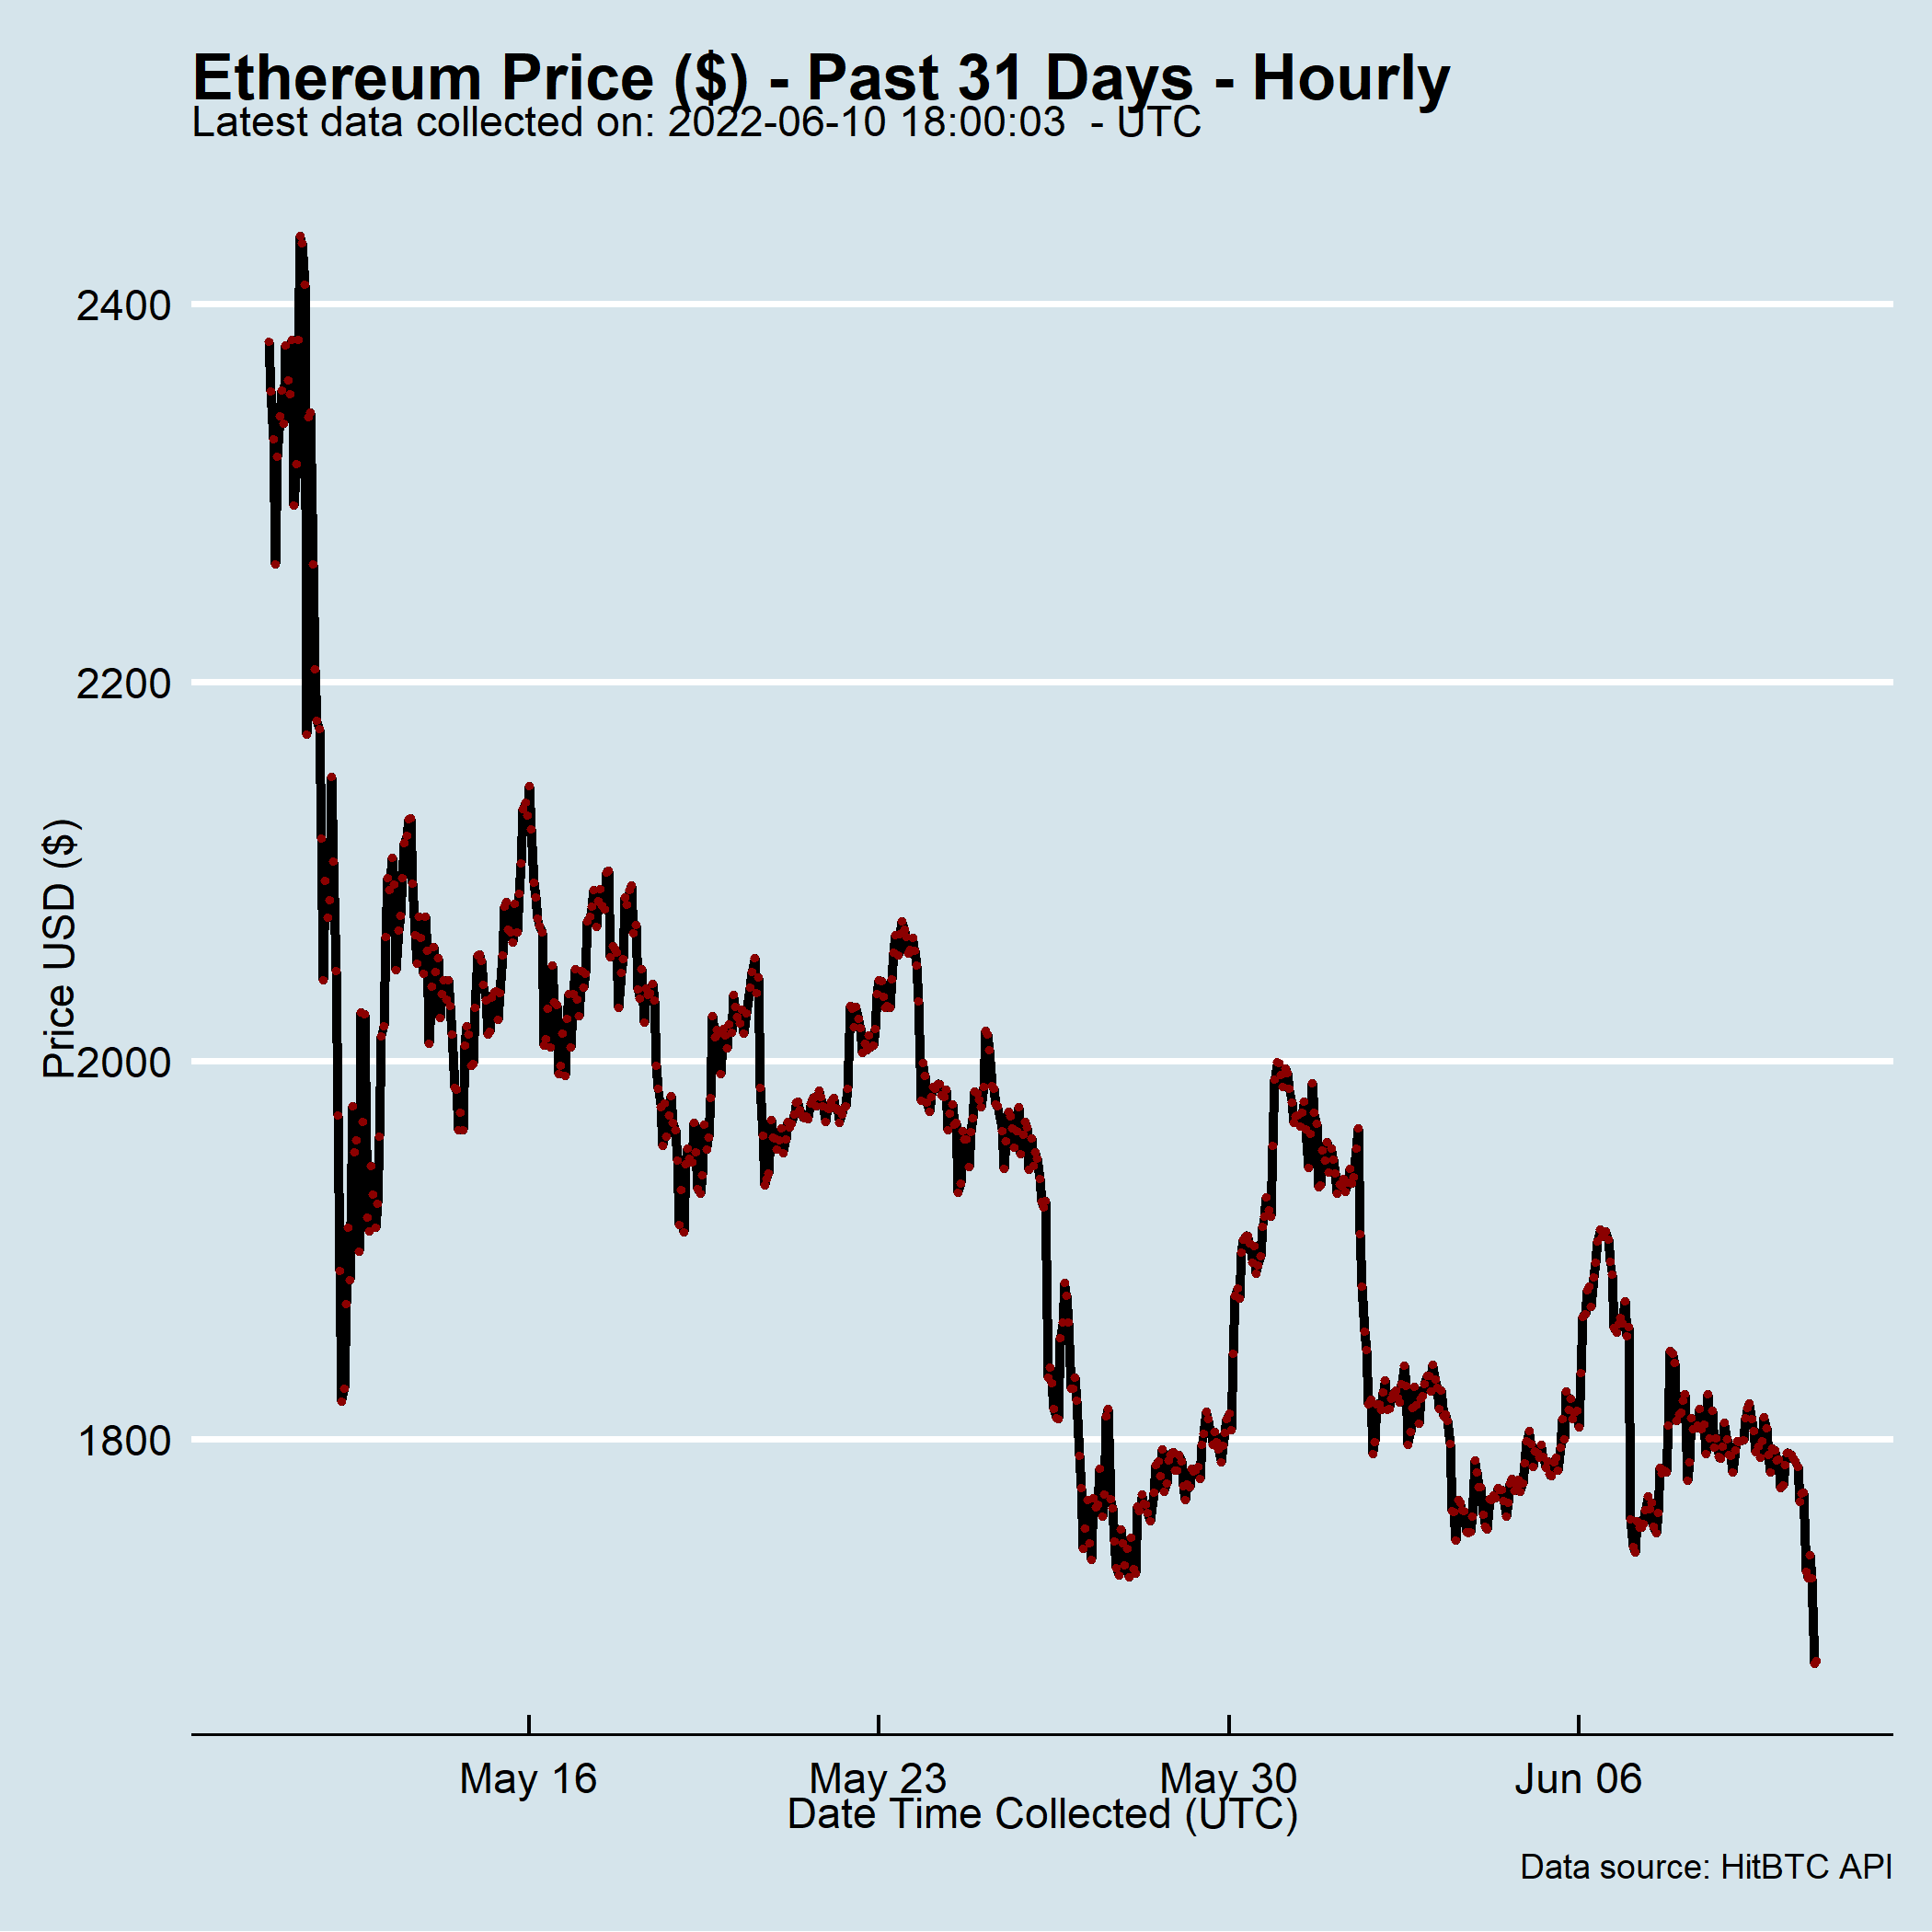 Ethereum Price ($) - Past 31 Days - Hourly
Latest data collected on: 2022-06-10 18:00:03  - UTC
2400
2200
2000
1800
Price USD ($)
May 16
May 23
May 30
Jun 06
Date Time Collected (UTC)
Data source: HitBTC API